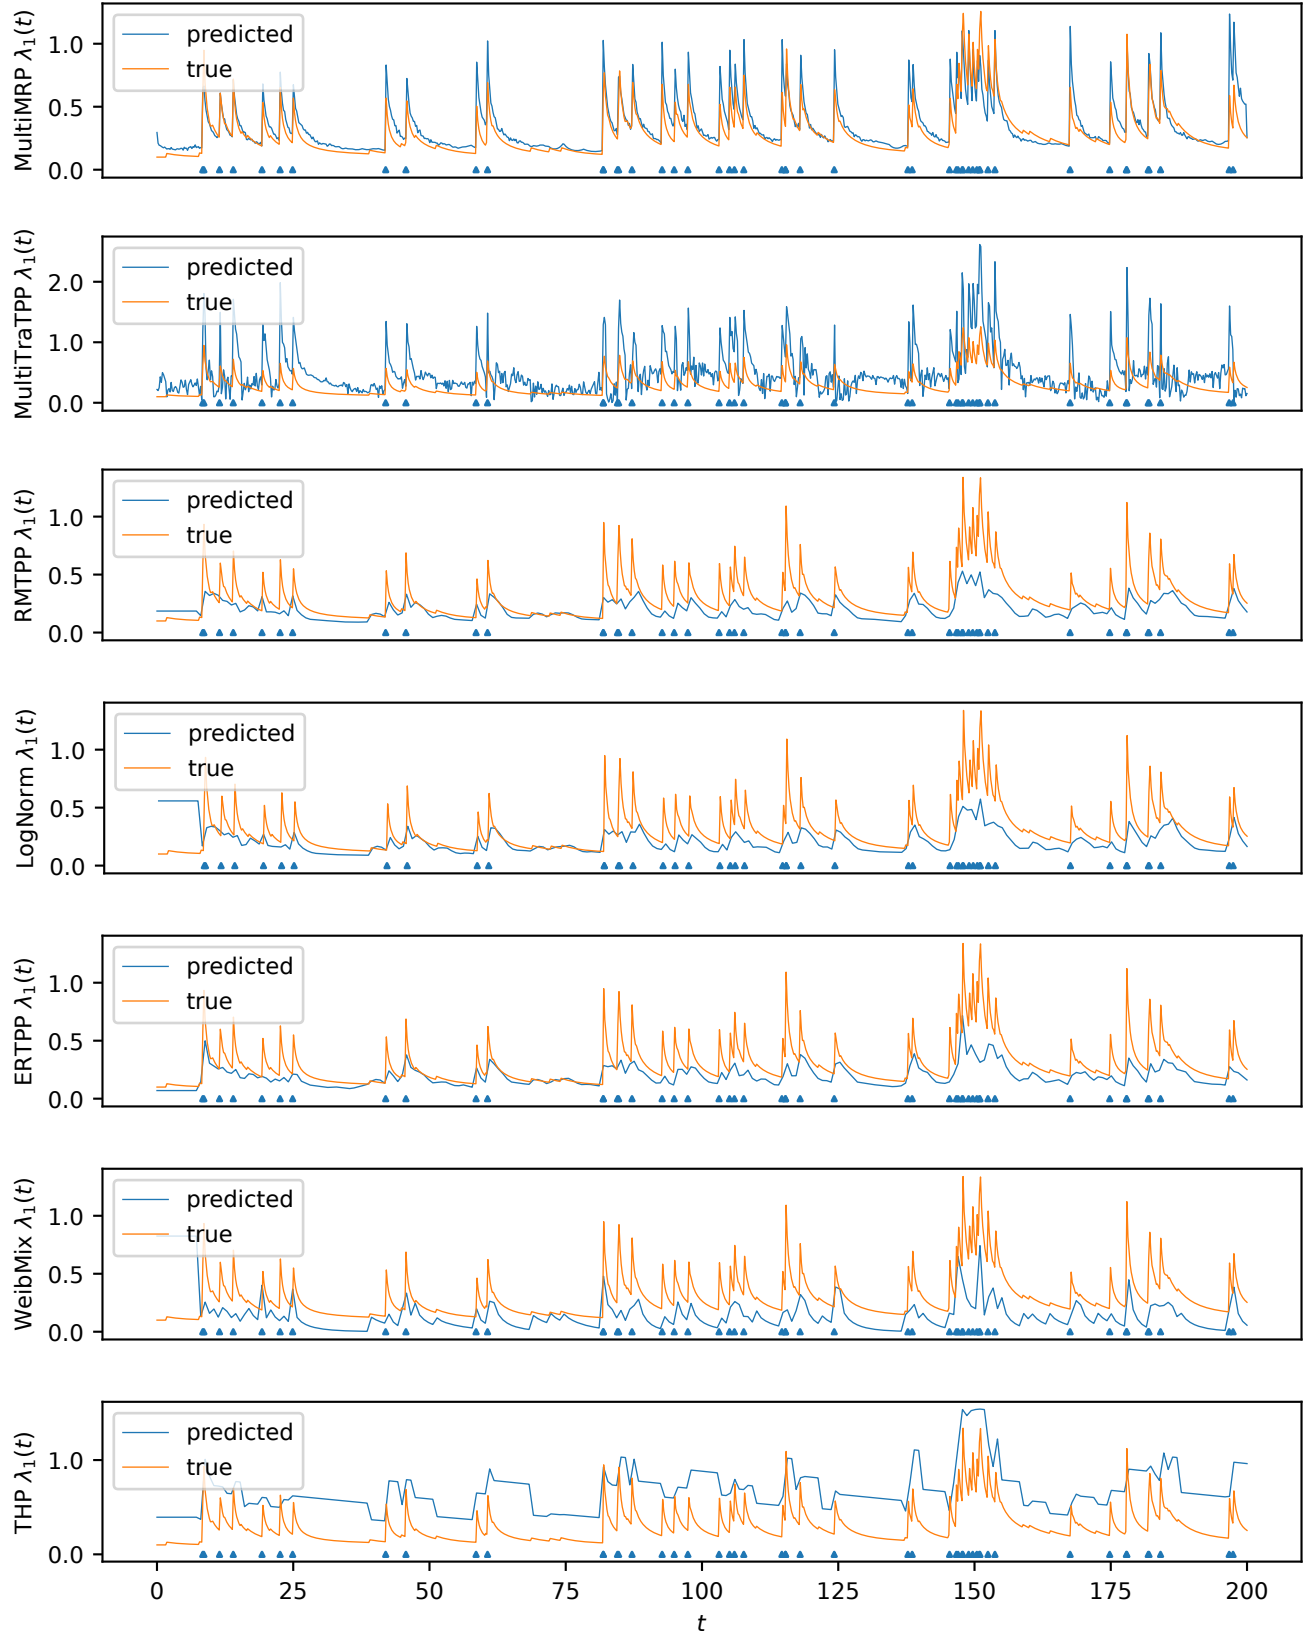 MultiMRP λ₁(t)
predicted
true
1.0
0.5
0.0
MultiTraTPP λ₁(t)
predicted
true
2.0
1.0
0.0
RMTPP λ₁(t)
predicted
true
1.0
0.5
0.0
LogNorm λ₁(t)
predicted
true
1.0
0.5
0.0
ERTPP λ₁(t)
predicted
true
1.0
0.5
0.0
WeibMix λ₁(t)
predicted
true
1.0
0.5
0.0
THP λ₁(t)
predicted
true
1.0
0.0
0 25 50 75 100 125 150 175 200
t